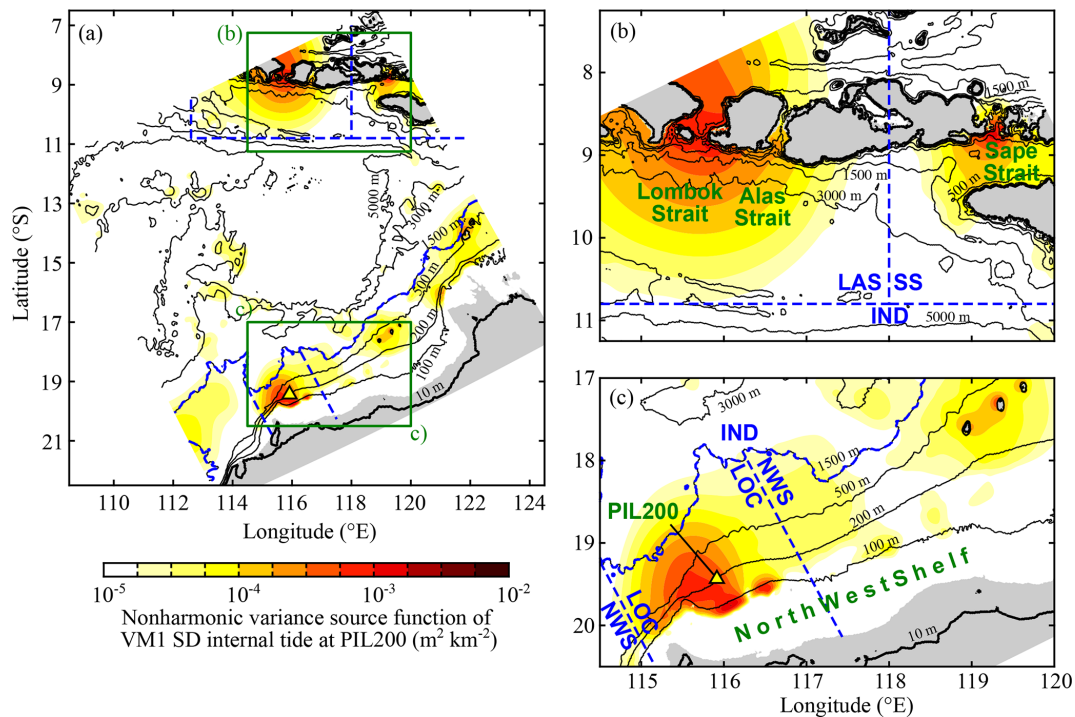 (a)
(b)
7
9
11
13
15
17
19
21
Latitude (°S)
5000 m
3000 m
1500 m
500 m
200 m
100 m
10 m
c)
c)
110
112
114
116
118
120
122
124
Longitude (°E)
10-5
10-4
10-3
10-2
Nonharmonic variance source function of
VM1 SD internal tide at PIL200 (m2 km-2)
(b)
8
9
10
11
1500 m
1500 m
3000 m
500 m
5000 m
Lombok
Strait
Alas
Strait
Sape
Strait
LAS
SS
IND
(c)
17
18
19
20
3000 m
IND
1500 m
NWS
LOC
500 m
200 m
100 m
PIL200
LOC
NWS
North West Shelf
10 m
115
116
117
118
119
120
Longitude (°E)